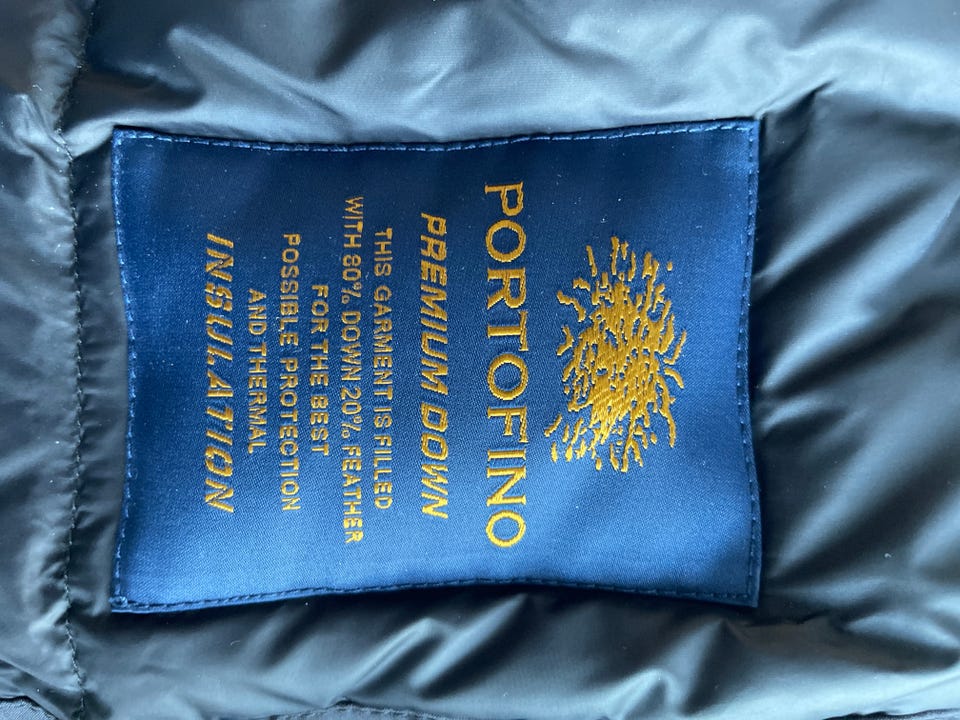 PORTOFINO
PREMIUM DOWN
THIS GARMENT IS FILLED
WITH 80% DOWN 20% FEATHER
FOR THE BEST
POSSIBLE PROTECTION
AND THERMAL
INSULATION